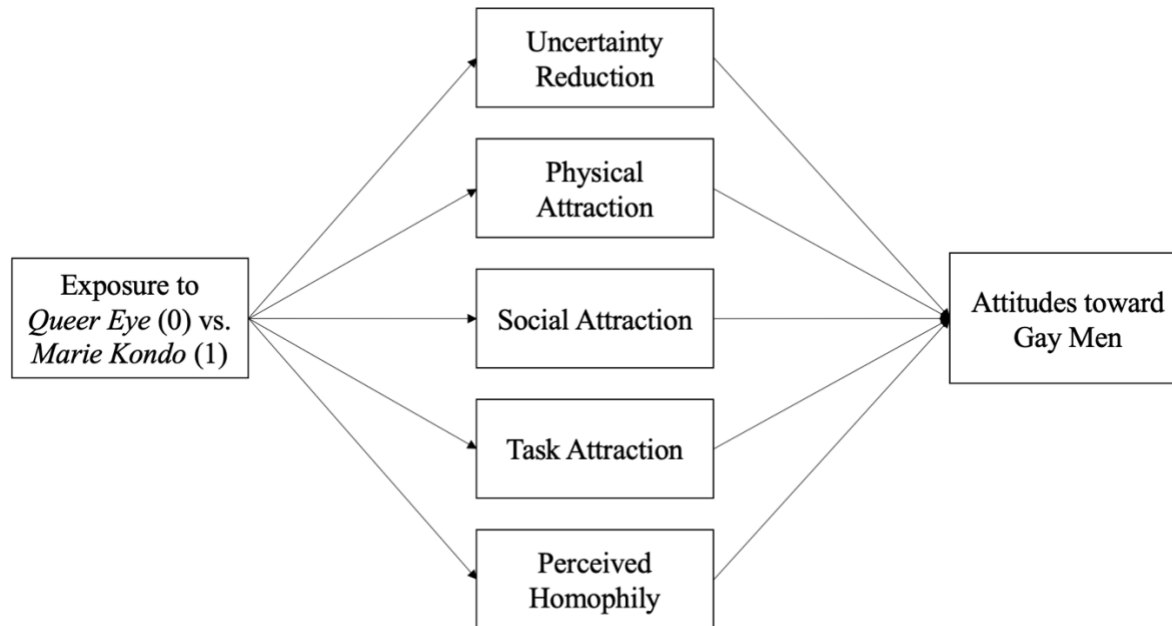 Uncertainty
Reduction
Physical
Attraction
Exposure to
Queer Eye (0) vs.
Marie Kondo (1)
Social Attraction
Attitudes toward
Gay Men
Task Attraction
Perceived
Homophily